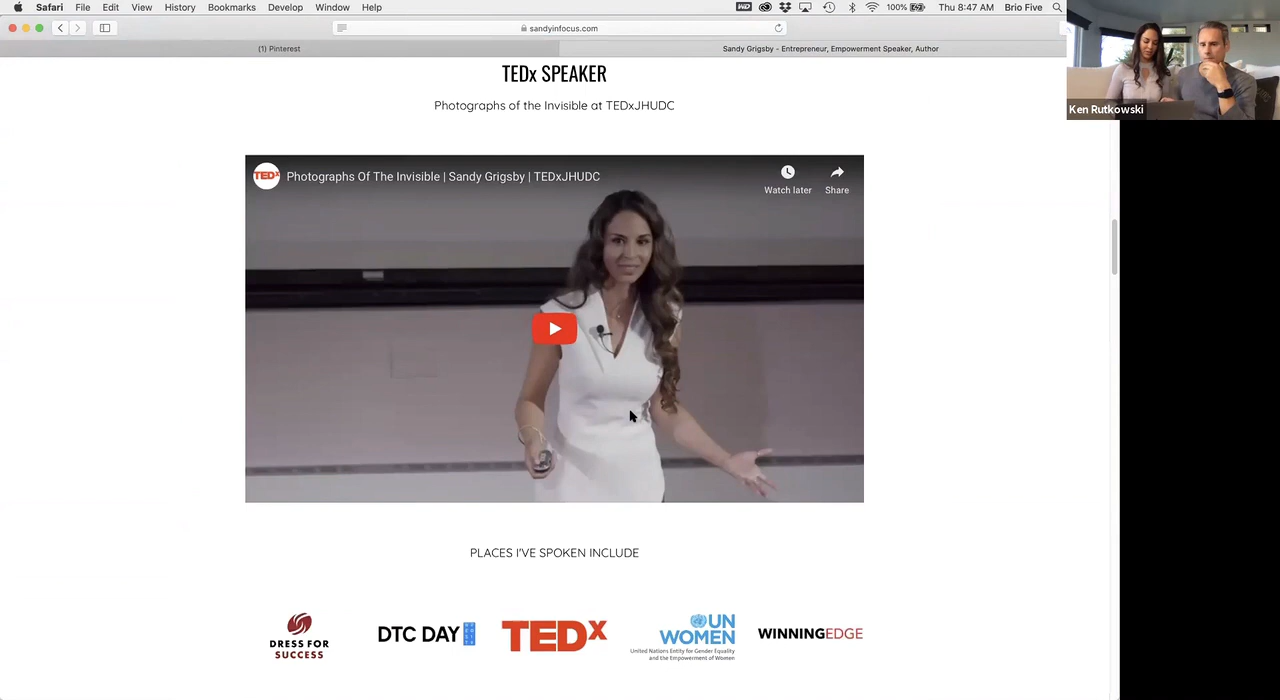 Safari File Edit View History Bookmarks Develop Window Help
100% Thu 8:47 AM Brio Five
sandyinfocus.com
(1) Pinterest
Sandy Grigsby - Entrepreneur, Empowerment Speaker, Author
Ken Rutkowski
TEDx SPEAKER
Photographs of the Invisible at TEDxJHUDC
TEDx
Photographs Of The Invisible | Sandy Grigsby | TEDxJHUDC
Watch later
Share
PLACES I'VE SPOKEN INCLUDE
DRESS FOR
SUCCESS
DTC DAY
TEDx
UN
WOMEN
United Nations Entity for Gender Equality
and the Empowerment of Women
WINNINGEDGE